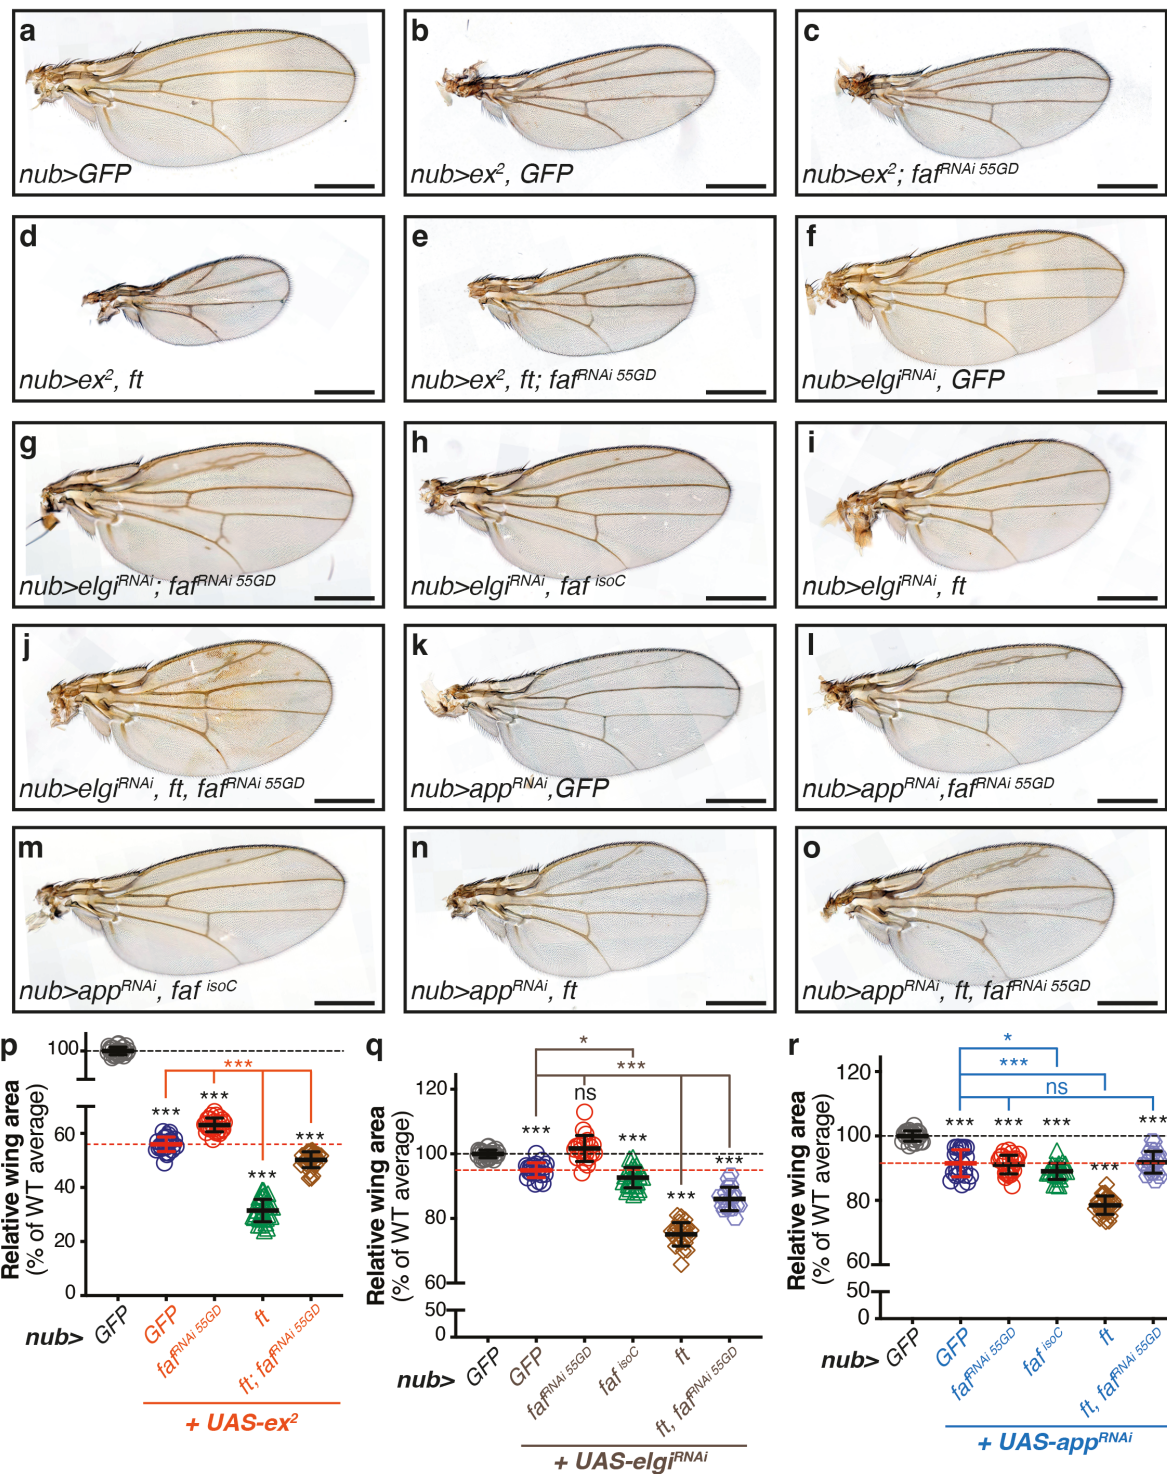 a
nub>GFP
b
nub>ex², GFP
c
nub>ex²; faf^RNAi 55GD
d
nub>ex², ft
e
nub>ex², ft; faf^RNAi 55GD
f
nub>elgi^RNAi, GFP
g
nub>elgi^RNAi; faf^RNAi 55GD
h
nub>elgi^RNAi, faf^isoC
i
nub>elgi^RNAi, ft
j
nub>elgi^RNAi, ft, faf^RNAi 55GD
k
nub>app^RNAi,GFP
l
nub>app^RNAi,faf^RNAi 55GD
m
nub>app^RNAi, faf^isoC
n
nub>app^RNAi, ft
o
nub>app^RNAi, ft, faf^RNAi 55GD
p
Relative wing area
(% of WT average)
100
60
40
20
0
***
***
***
***
***
nub>
GFP
GFP
faf^RNAi 55GD
ft
ft; faf^RNAi 55GD
+ UAS-ex²
q
Relative wing area
(% of WT average)
120
100
80
60
50
0
*
***
ns
***
***
***
***
nub>
GFP
GFP
faf^RNAi 55GD
faf^isoC
ft
ft, faf^RNAi 55GD
+ UAS-elgi^RNAi
r
Relative wing area
(% of WT average)
120
100
80
60
50
0
*
***
ns
***
***
***
***
***
nub>
GFP
GFP
faf^RNAi 55GD
faf^isoC
ft
ft, faf^RNAi 55GD
+ UAS-app^RNAi